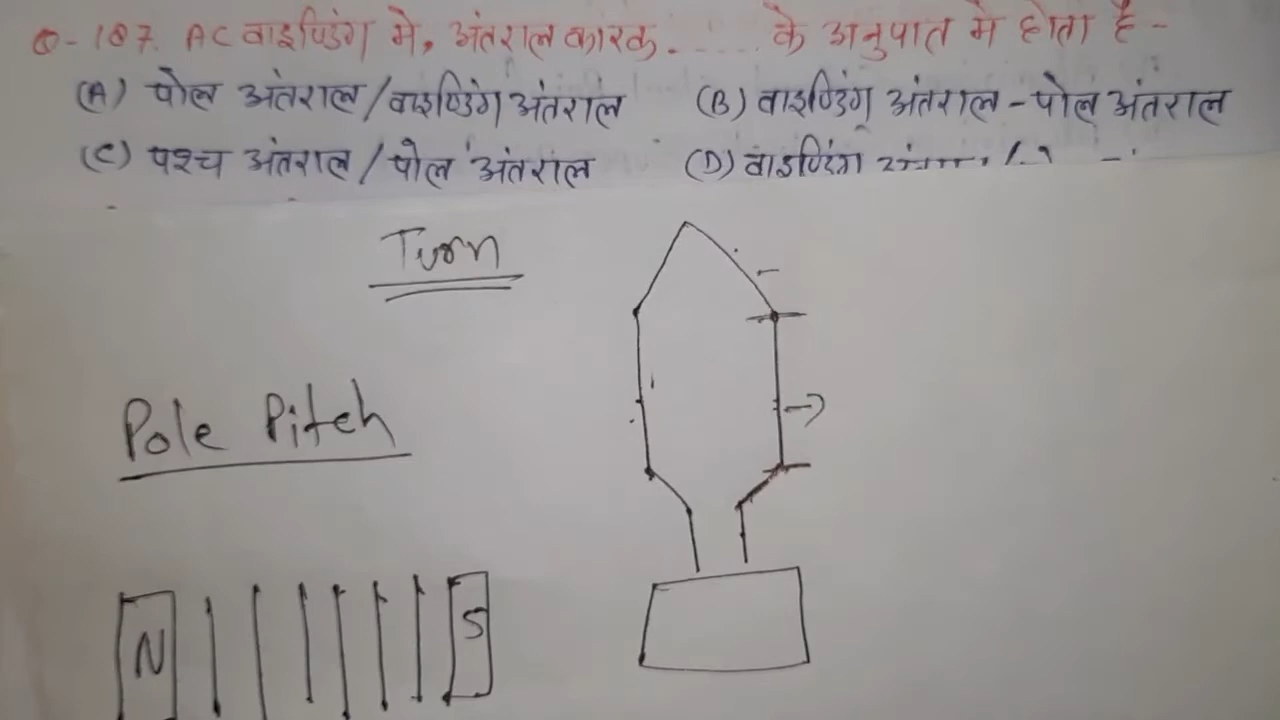 Q-187. AC वाइण्डिंग मे, अंतराल कारक ....... के अनुपात मे होता है -
(A) पोल अंतराल/वाइण्डिंग अंतराल (B) वाइण्डिंग अंतराल-पोल अंतराल
(C) पश्च अंतराल/पोल अंतराल (D) वाइण्डिंग
Turn
Pole Pitch
N S